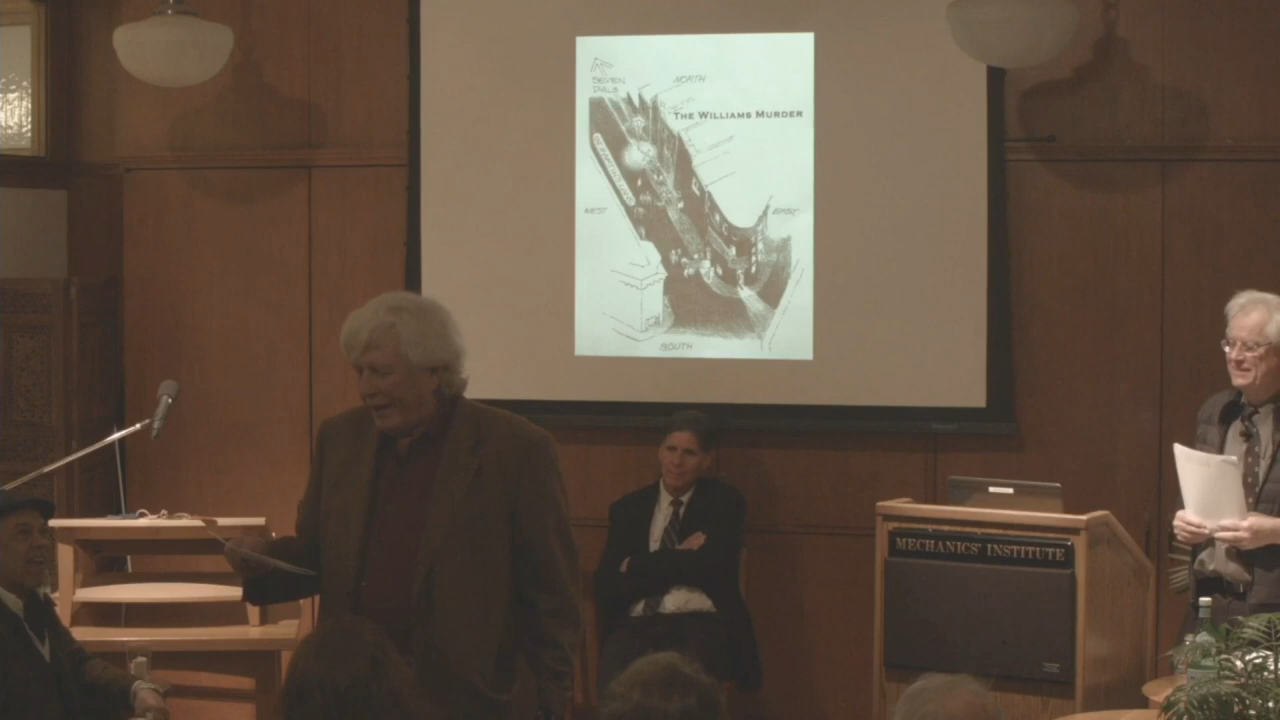 SEVEN
DIALS
NORTH
THE WILLIAMS MURDER
WEST
EAST
SOUTH
MECHANICS' INSTITUTE